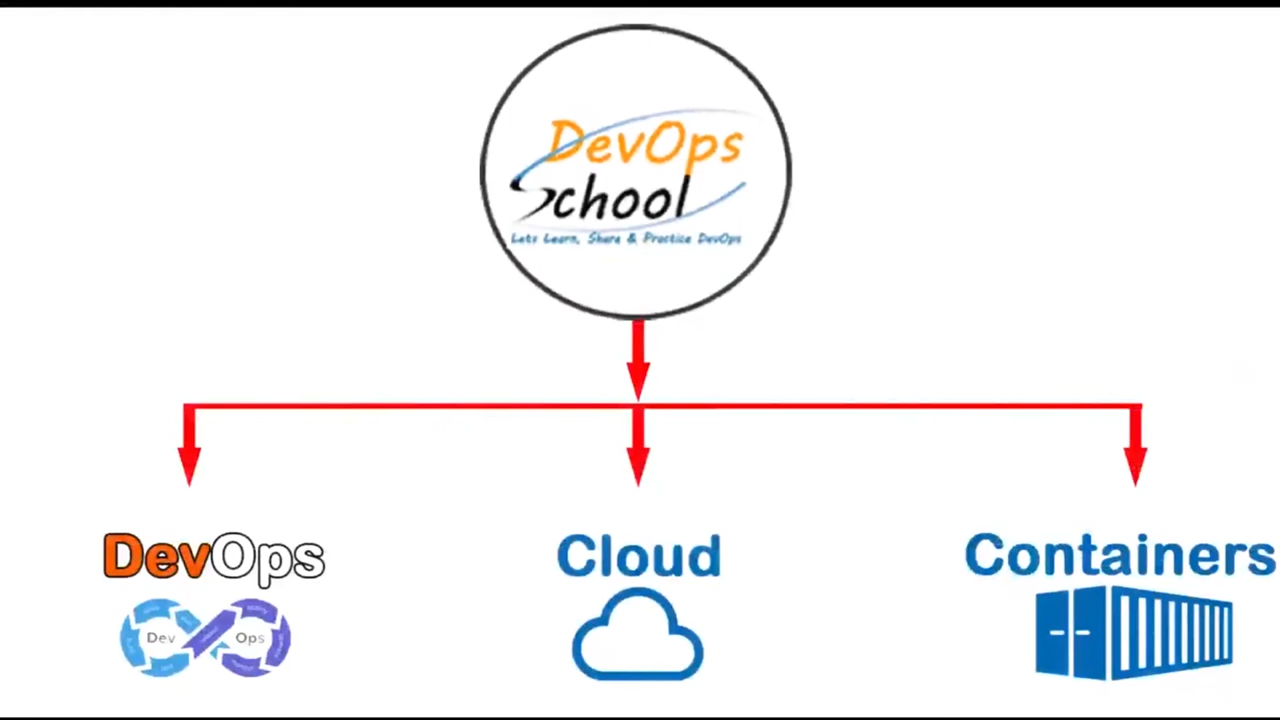 DevOps
School
Lets Learn, Share & Practice DevOps
DevOps
Cloud
Containers
Dev
Ops